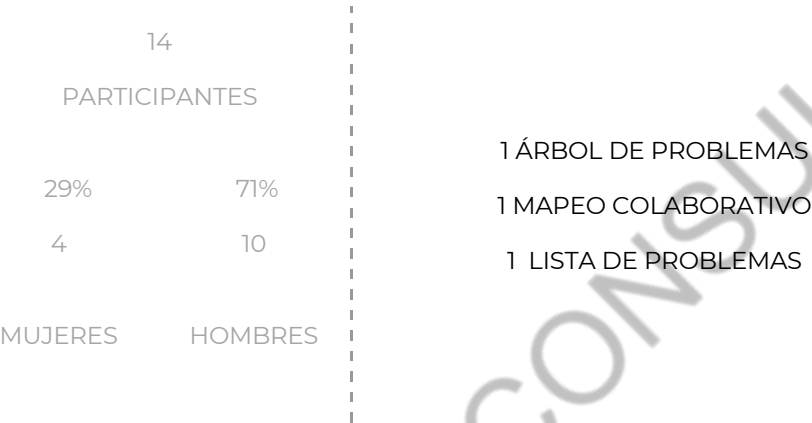 14
PARTICIPANTES
29% 71%
4 10
MUJERES HOMBRES
1 ÁRBOL DE PROBLEMAS
1 MAPEO COLABORATIVO
1 LISTA DE PROBLEMAS